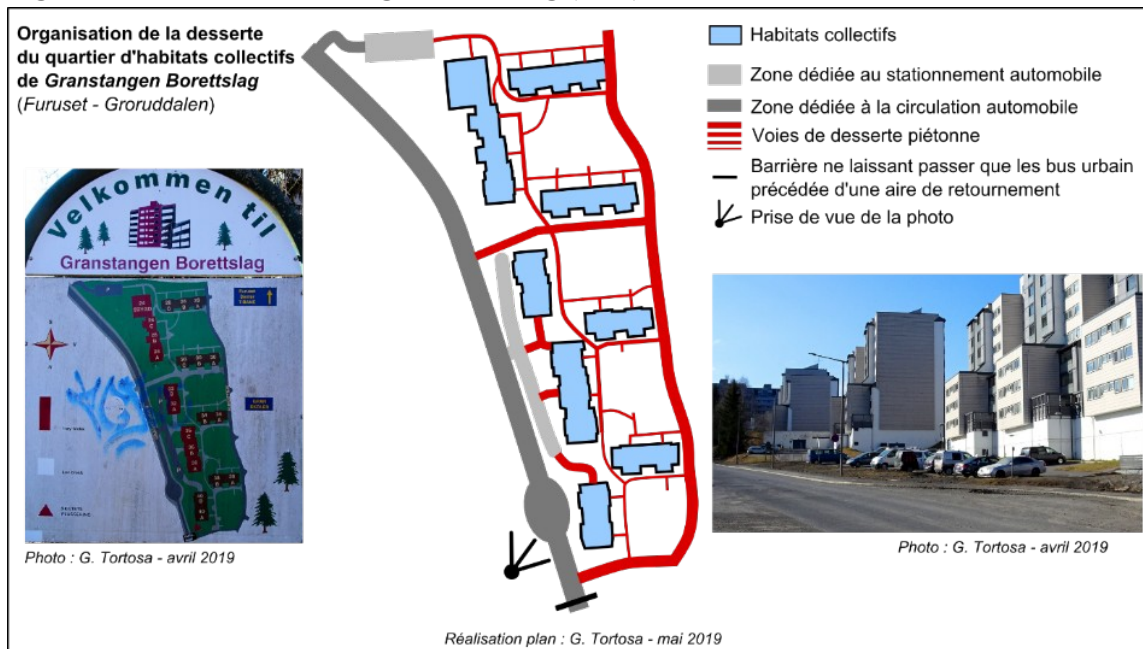 Organisation de la desserte
du quartier d'habitats collectifs
de Granstangen Borettslag
(Furuset - Groruddalen)
Habitats collectifs
Zone dédiée au stationnement automobile
Zone dédiée à la circulation automobile
Voies de desserte piétonne
Barrière ne laissant passer que les bus urbain
précédée d'une aire de retournement
Prise de vue de la photo
Velkommen til
Granstangen Borettslag
Photo : G. Tortosa - avril 2019
Photo : G. Tortosa - avril 2019
Réalisation plan : G. Tortosa - mai 2019